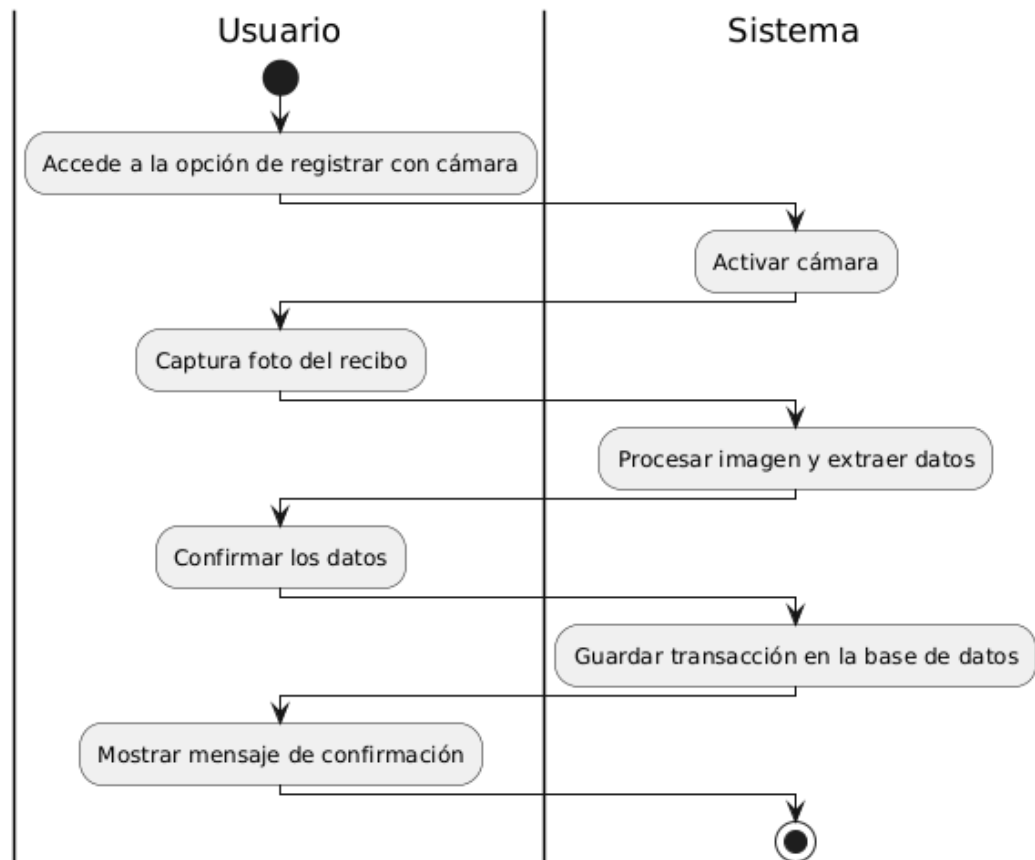 Usuario
Sistema
Accede a la opción de registrar con cámara
Activar cámara
Captura foto del recibo
Procesar imagen y extraer datos
Confirmar los datos
Guardar transacción en la base de datos
Mostrar mensaje de confirmación